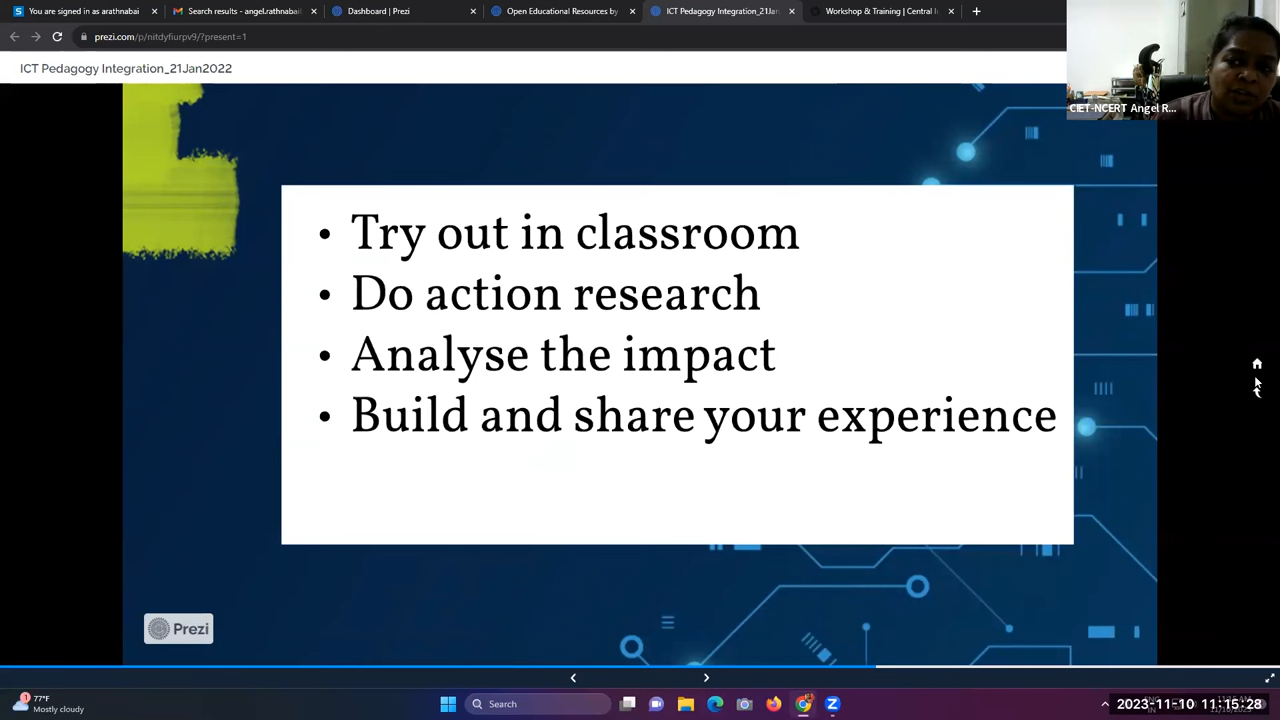 You are signed in as arathnabai
Search results - angel.rathnabai
Dashboard | Prezi
Open Educational Resources by
ICT Pedagogy Integration_21Jan
Workshop & Training | Central I
prezi.com/p/nitdyfiurpv9/?present=1
ICT Pedagogy Integration_21Jan2022
CIET-NCERT Angel R...
• Try out in classroom
• Do action research
• Analyse the impact
• Build and share your experience
Prezi
1
77°F
Mostly cloudy
Search
2023-11-10 11:15:28